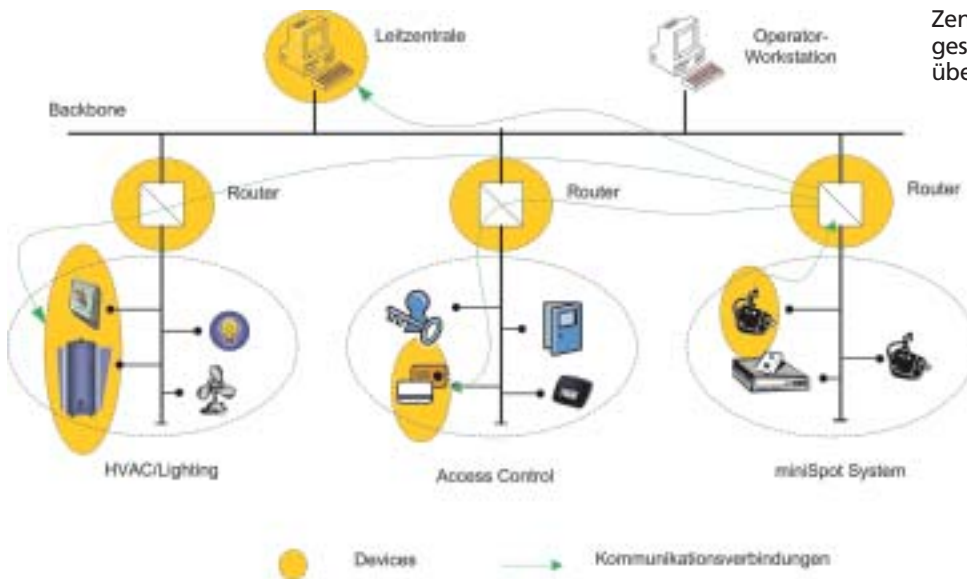 Leitzentrale
Operator-
Workstation
Zen
ges
übe
Backbone
Router
Router
Router
HVAC/Lighting
Access Control
miniSpot System
Devices
Kommunikationsverbindungen